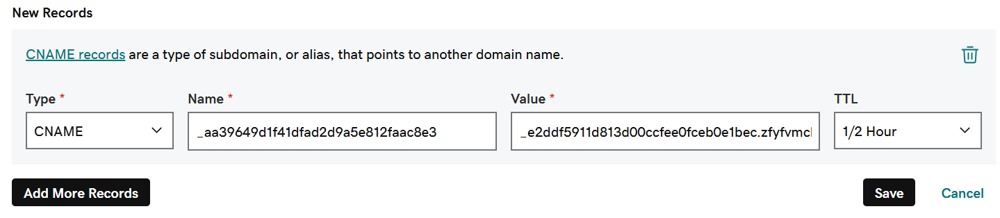 New Records
CNAME records are a type of subdomain, or alias, that points to another domain name.
Type * Name * Value * TTL
CNAME _aa39649d1f41dfad2d9a5e812faac8e3 _e2ddf5911d813d00ccfee0fceb0e1bec.zfyfvmc 1/2 Hour
Add More Records Save Cancel